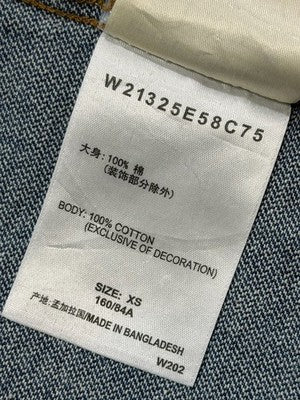 W21325E58C75
大身: 100% 棉
(装饰部分除外)
BODY: 100% COTTON
(EXCLUSIVE OF DECORATION)
SIZE: XS
160/84A
产地: 孟加拉国/MADE IN BANGLADESH
W202